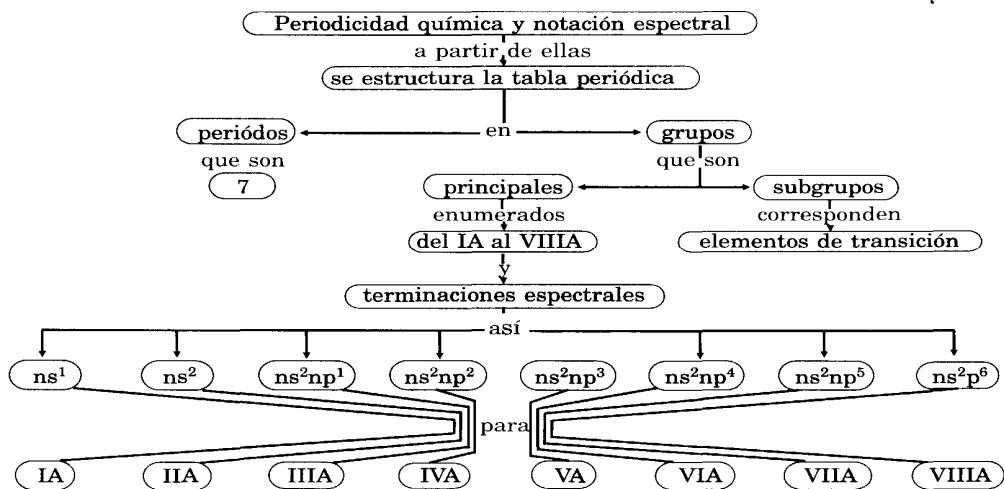 Periodicidad química y notación espectral
a partir de ellas
se estructura la tabla periódica
periódos en grupos
que son que son
7 principales subgrupos
enumerados corresponden
del IA al VIIIA elementos de transición
y
terminaciones espectrales
así
ns¹ ns² ns²np¹ ns²np² ns²np³ ns²np⁴ ns²np⁵ ns²p⁶
para
IA IIA IIIA IVA VA VIA VIIA VIIIA